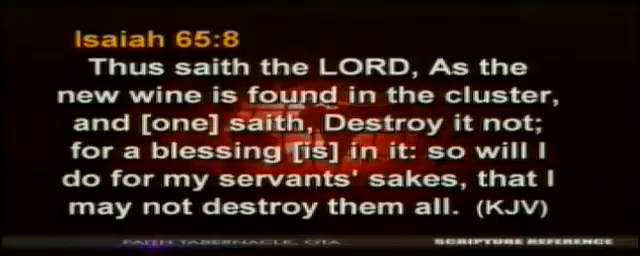 Isaiah 65:8
Thus saith the LORD, As the
new wine is found in the cluster,
and [one] saith, Destroy it not;
for a blessing [is] in it: so will I
do for my servants' sakes, that I
may not destroy them all. (KJV)
FAITH TABERNACLE, OTA
SCRIPTURE REFERENCE